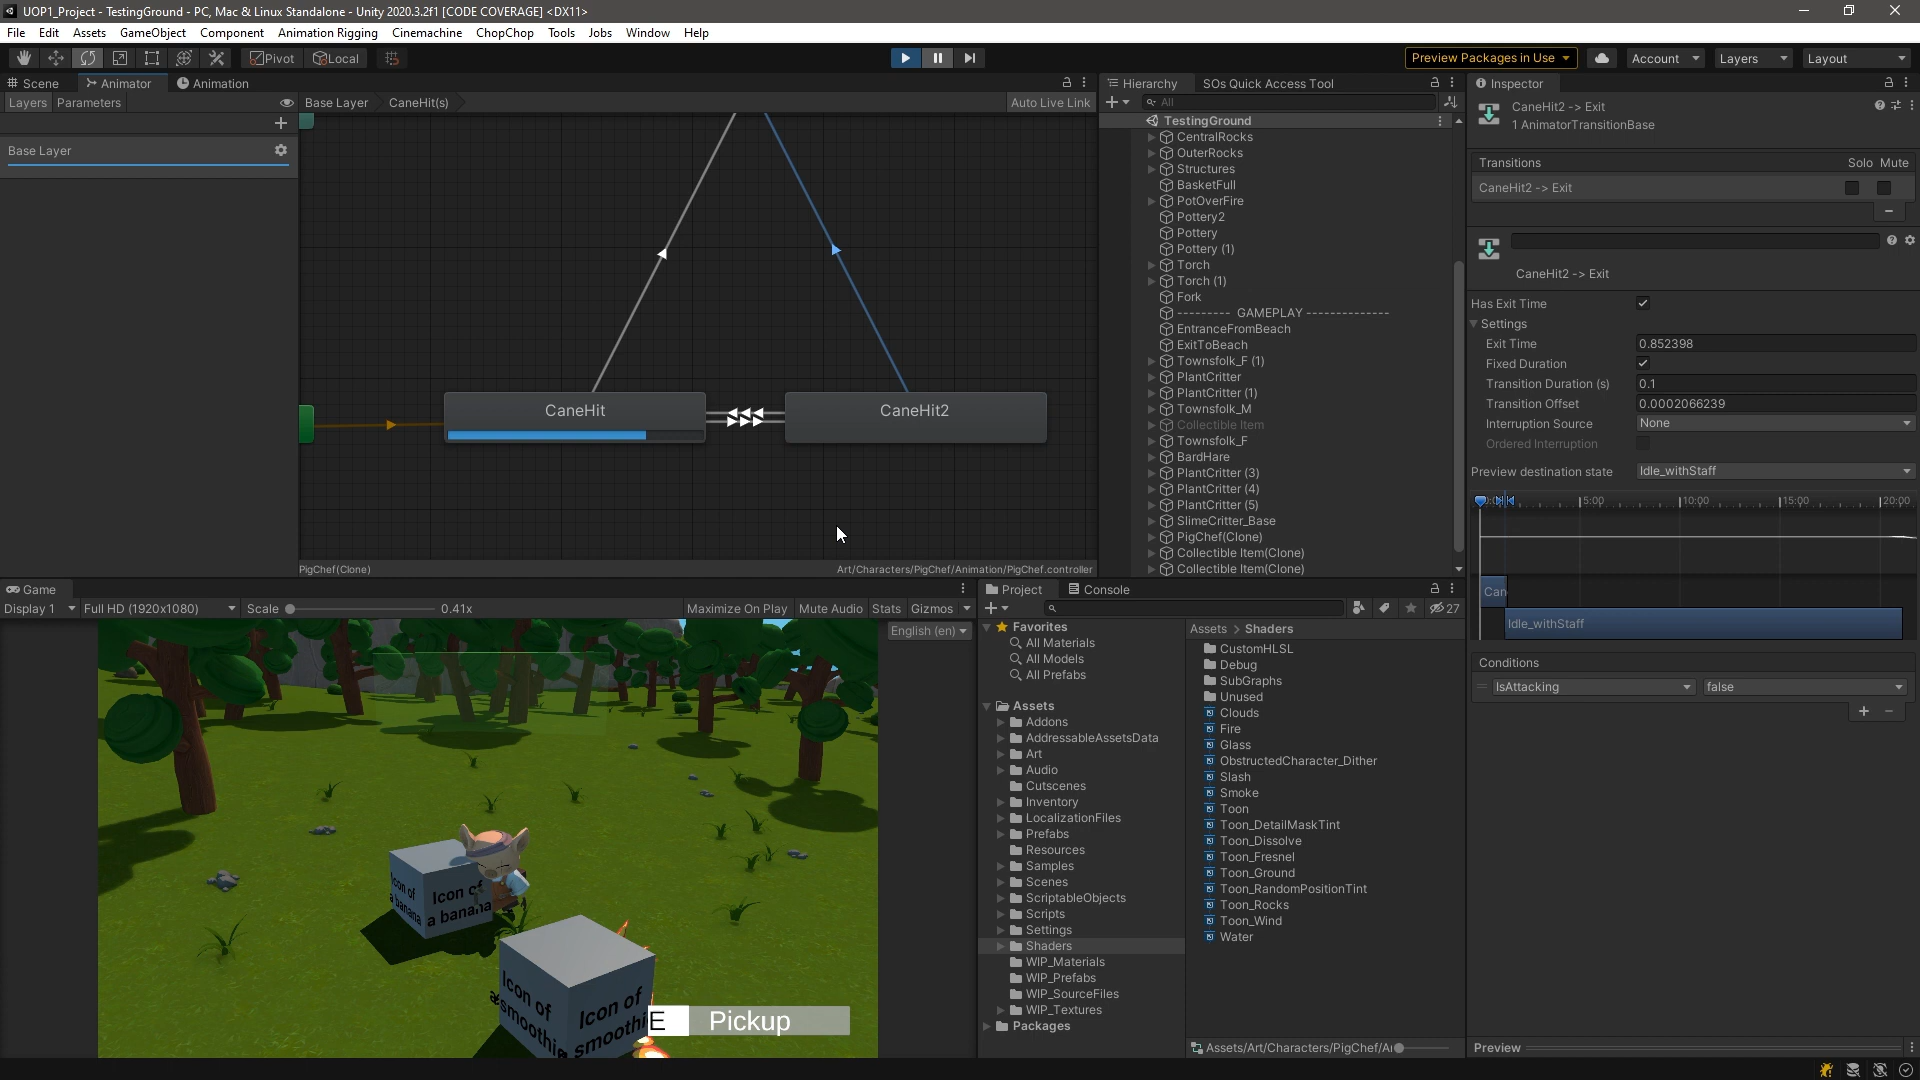 UOP1_Project - TestingGround - PC, Mac & Linux Standalone - Unity 2020.3.2f1 [CODE COVERAGE] <DX11>
File Edit Assets GameObject Component Animation Rigging Cinemachine ChopChop Tools Jobs Window Help
Pivot Local
Preview Packages in Use
Account
Layers
Layout
Scene
Animator
Animation
Layers Parameters
Base Layer CaneHit(s)
Auto Live Link
Base Layer
CaneHit
CaneHit2
PigChef(Clone)
Art/Characters/PigChef/Animation/PigChef.controller
Hierarchy
SOs Quick Access Tool
All
TestingGround
CentralRocks
OuterRocks
Structures
BasketFull
PotOverFire
Pottery2
Pottery
Pottery (1)
Torch
Torch (1)
Fork
--------- GAMEPLAY --------------
EntranceFromBeach
ExitToBeach
Townsfolk_F (1)
PlantCritter
PlantCritter (1)
Townsfolk_M
Collectible Item
Townsfolk_F
BardHare
PlantCritter (3)
PlantCritter (4)
PlantCritter (5)
SlimeCritter_Base
PigChef(Clone)
Collectible Item(Clone)
Collectible Item(Clone)
Inspector
CaneHit2 -> Exit
1 AnimatorTransitionBase
Transitions Solo Mute
CaneHit2 -> Exit
CaneHit2 -> Exit
Has Exit Time
Settings
Exit Time 0.852398
Fixed Duration
Transition Duration (s) 0.1
Transition Offset 0.0002066239
Interruption Source None
Ordered Interruption
Preview destination state Idle_withStaff
5:00 10:00 15:00 20:00
Can
Idle_withStaff
Conditions
IsAttacking false
Preview
Game
Display 1 Full HD (1920x1080) Scale 0.41x Maximize On Play Mute Audio Stats Gizmos
English (en)
Icon of
a banana
Icon of
a banana
Icon of
smoothie
Icon of
smoothie
E Pickup
Project
Console
27
Favorites
All Materials
All Models
All Prefabs
Assets
Addons
AddressableAssetsData
Art
Audio
Cutscenes
Inventory
LocalizationFiles
Prefabs
Resources
Samples
Scenes
ScriptableObjects
Scripts
Settings
Shaders
WIP_Materials
WIP_Prefabs
WIP_SourceFiles
WIP_Textures
Packages
Assets > Shaders
CustomHLSL
Debug
SubGraphs
Unused
Clouds
Fire
Glass
ObstructedCharacter_Dither
Slash
Smoke
Toon
Toon_DetailMaskTint
Toon_Dissolve
Toon_Fresnel
Toon_Ground
Toon_RandomPositionTint
Toon_Rocks
Toon_Wind
Water
Assets/Art/Characters/PigChef/Ar